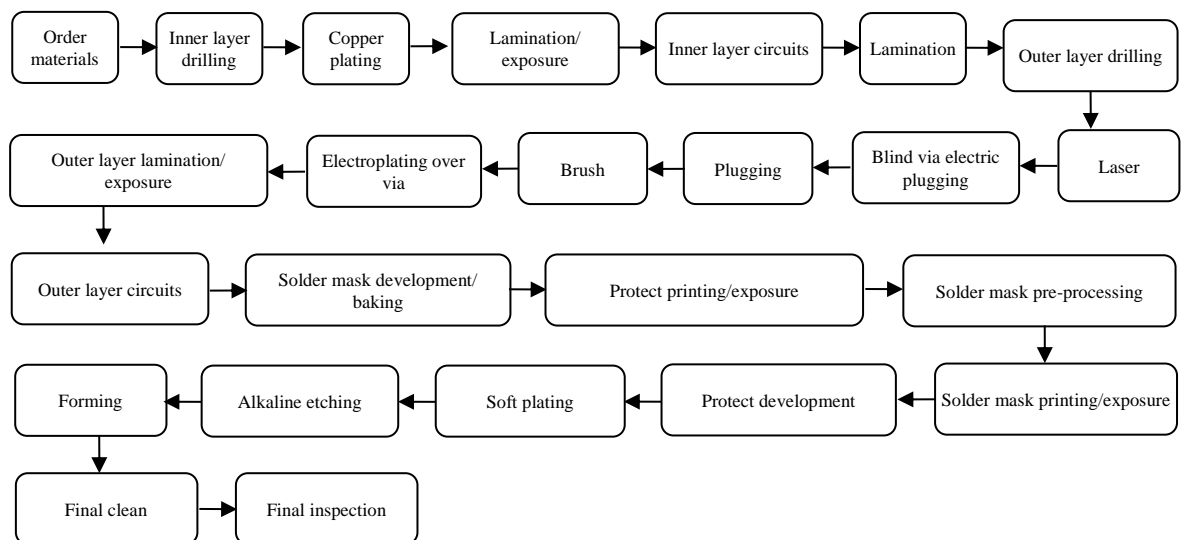 Order
materials
Inner layer
drilling
Copper
plating
Lamination/
exposure
Inner layer circuits
Lamination
Outer layer drilling
Laser
Blind via electric
plugging
Plugging
Brush
Electroplating over
via
Outer layer lamination/
exposure
Outer layer circuits
Solder mask development/
baking
Protect printing/exposure
Solder mask pre-processing
Solder mask printing/exposure
Protect development
Soft plating
Alkaline etching
Forming
Final clean
Final inspection